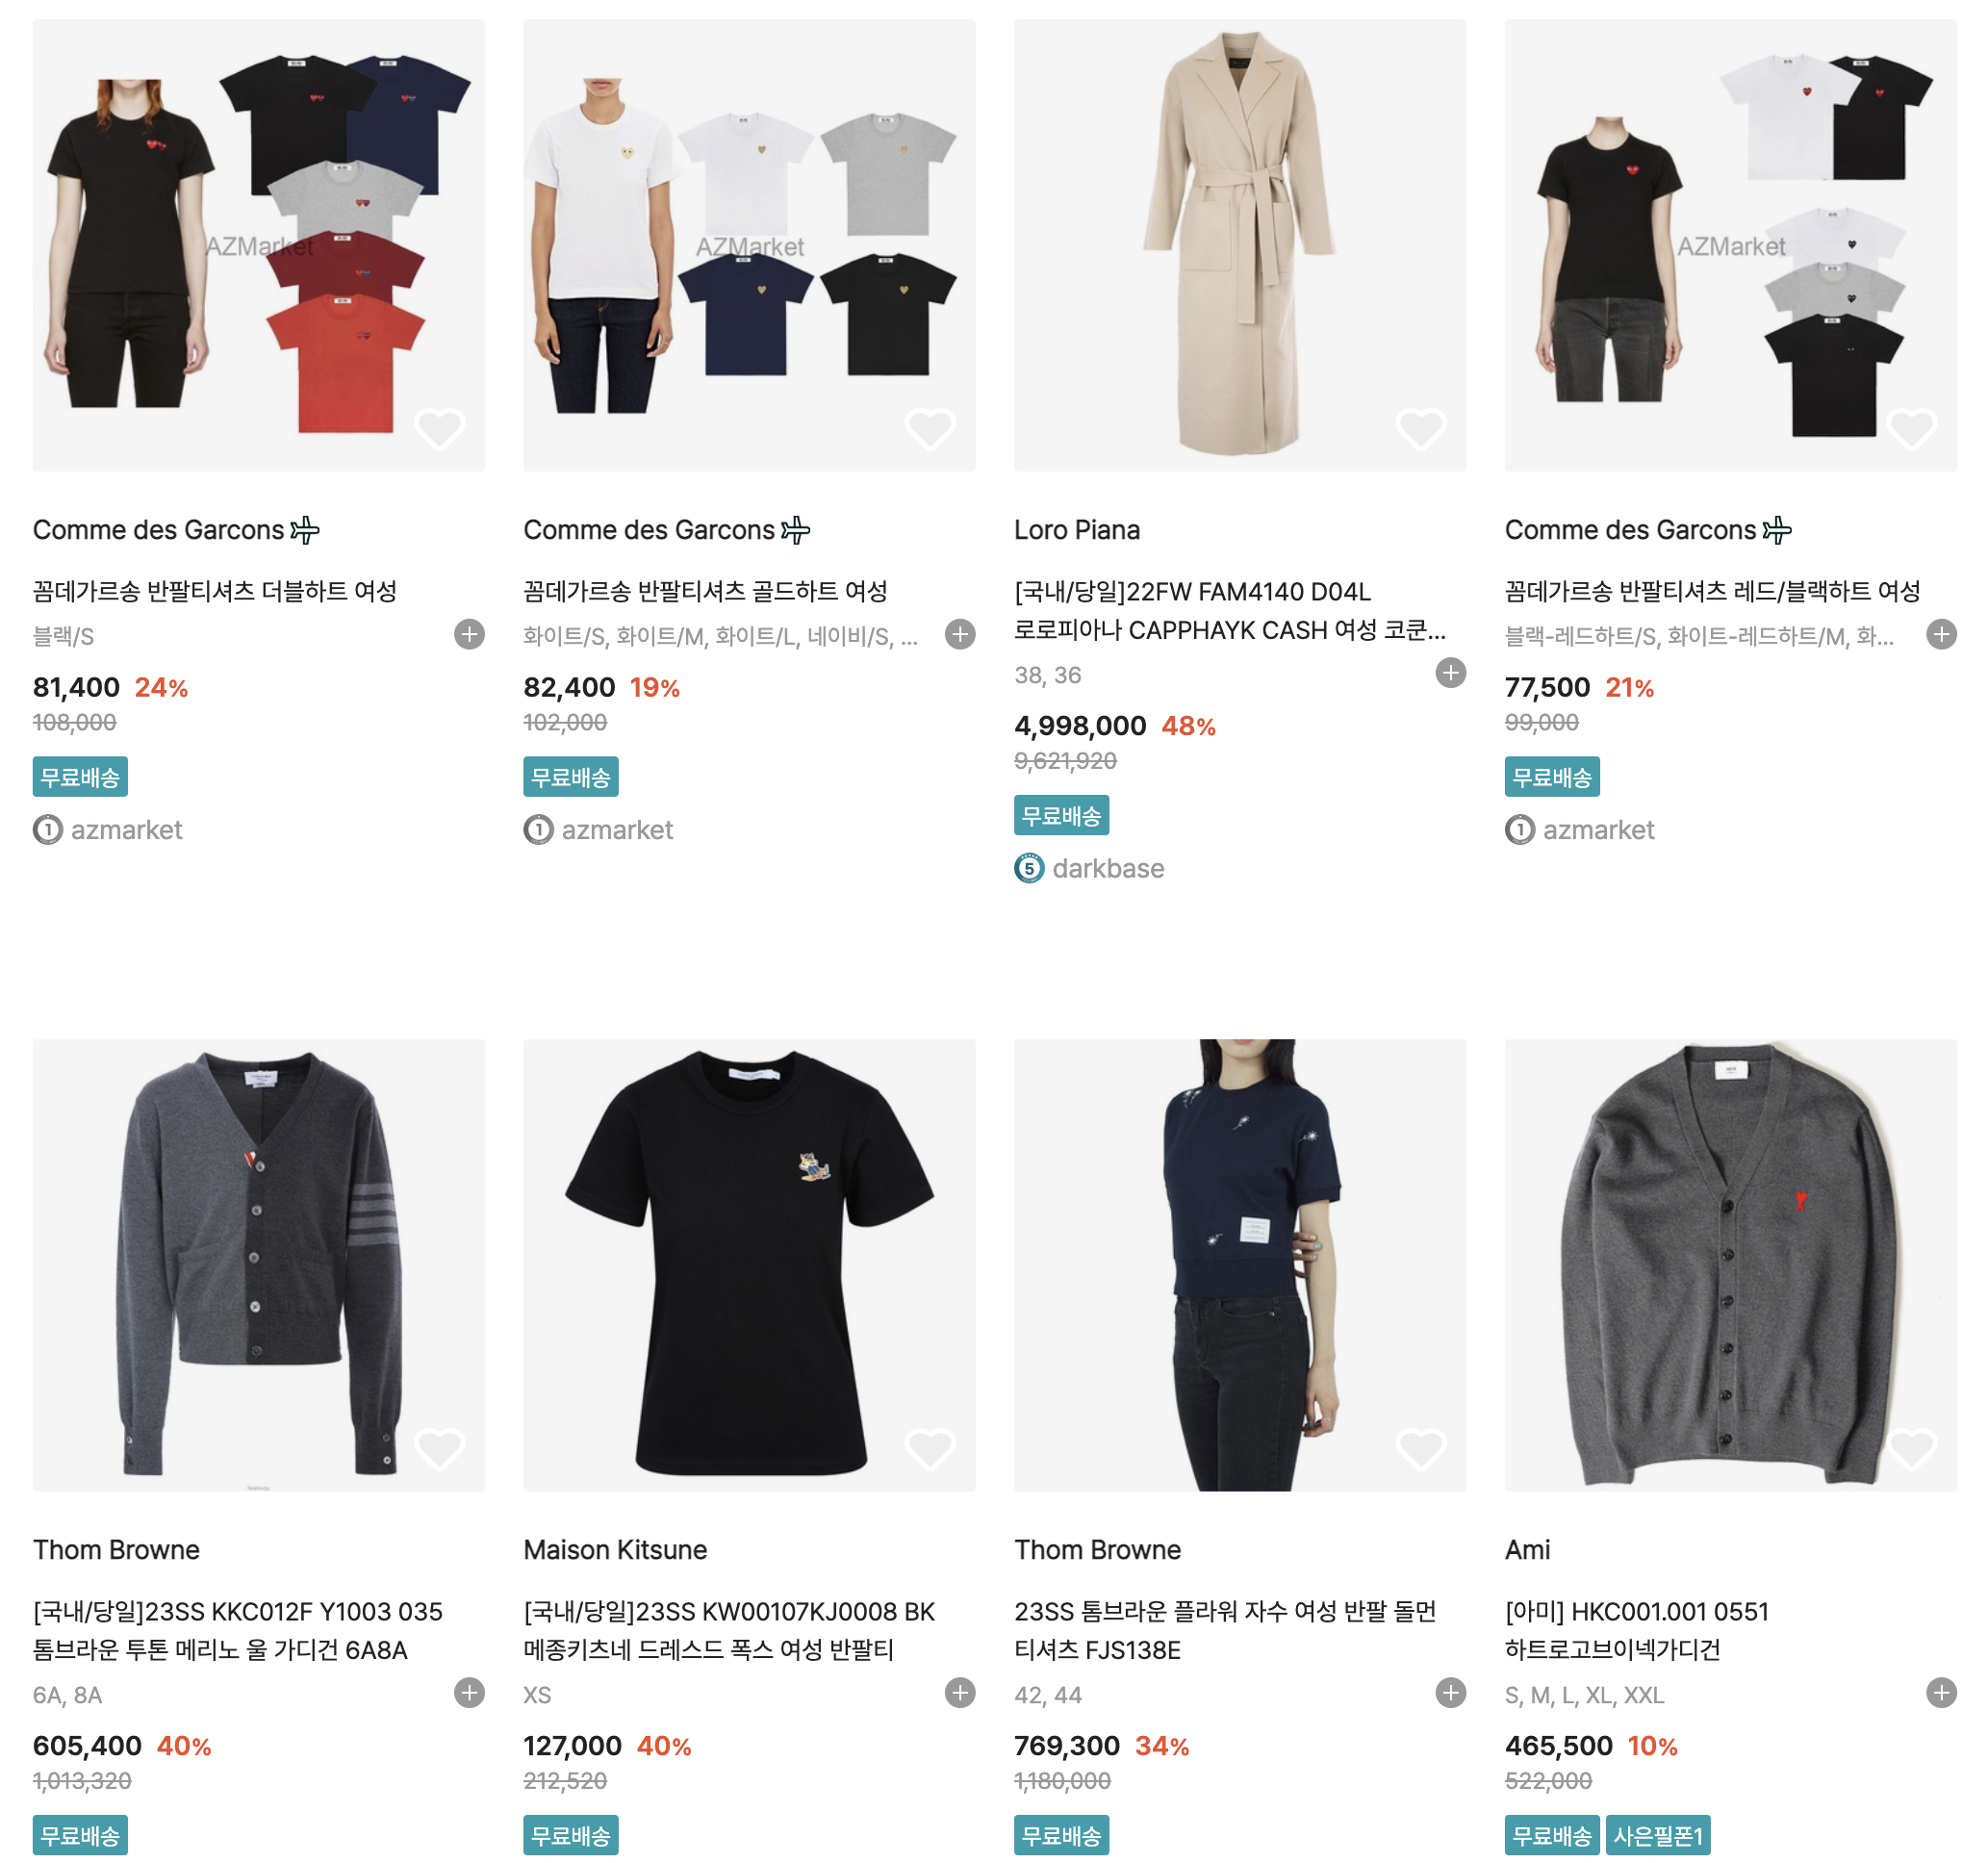 AZMarket
AZMarket
AZMarket
Comme des Garcons
꼼데가르송 반팔티셔츠 더블하트 여성
블랙/S
81,400 24%
108,000
무료배송
1 azmarket
Comme des Garcons
꼼데가르송 반팔티셔츠 골드하트 여성
화이트/S, 화이트/M, 화이트/L, 네이비/S, ...
82,400 19%
102,000
무료배송
1 azmarket
Loro Piana
[국내/당일]22FW FAM4140 D04L
로로피아나 CAPPHAYK CASH 여성 코쿤...
38, 36
4,998,000 48%
9,621,920
무료배송
5 darkbase
Comme des Garcons
꼼데가르송 반팔티셔츠 레드/블랙하트 여성
블랙-레드하트/S, 화이트-레드하트/M, 화...
77,500 21%
99,000
무료배송
1 azmarket
Thom Browne
[국내/당일]23SS KKC012F Y1003 035
톰브라운 투톤 메리노 울 가디건 6A8A
6A, 8A
605,400 40%
1,013,320
무료배송
Maison Kitsune
[국내/당일]23SS KW00107KJ0008 BK
메종키츠네 드레스드 폭스 여성 반팔티
XS
127,000 40%
212,520
무료배송
Thom Browne
23SS 톰브라운 플라워 자수 여성 반팔 돌먼
티셔츠 FJS138E
42, 44
769,300 34%
1,180,000
무료배송
Ami
[아미] HKC001.001 0551
하트로고브이넥가디건
S, M, L, XL, XXL
465,500 10%
522,000
무료배송 사은필폰1